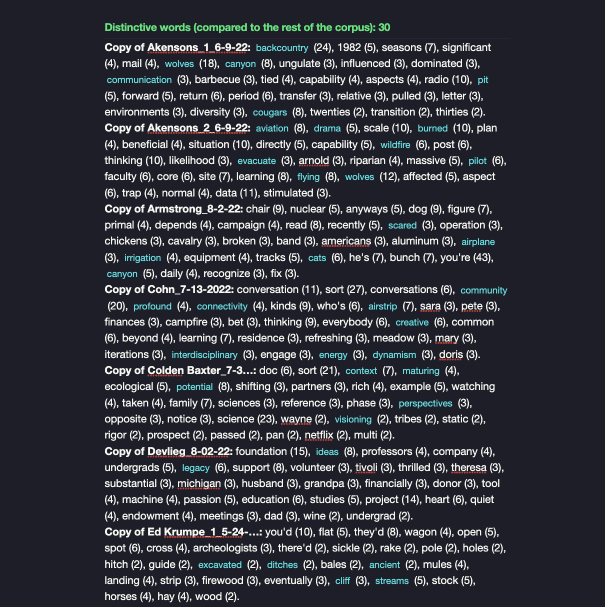 Distinctive words (compared to the rest of the corpus): 30
Copy of Akensons_1_6-9-22: backcountry (24), 1982 (5), seasons (7), significant
(4), mail (4), wolves (18), canyon (8), ungulate (3), influenced (3), dominated (3),
communication (3), barbecue (3), tied (4), capability (4), aspects (4), radio (10), pit
(5), forward (5), return (6), period (6), transfer (3), relative (3), pulled (3), letter (3),
environments (3), diversity (3), cougars (8), twenties (2), transition (2), thirties (2).
Copy of Akensons_2_6-9-22: aviation (8), drama (5), scale (10), burned (10), plan
(4), beneficial (4), situation (10), directly (5), capability (5), wildfire (6), post (6),
thinking (10), likelihood (3), evacuate (3), arnold (3), riparian (4), massive (5), pilot (6),
faculty (6), core (6), site (7), learning (8), flying (8), wolves (12), affected (5), aspect
(6), trap (4), normal (4), data (11), stimulated (3).
Copy of Armstrong_8-2-22: chair (9), nuclear (5), anyways (5), dog (9), figure (7),
primal (4), depends (4), campaign (4), read (8), recently (5), scared (3), operation (3),
chickens (3), cavalry (3), broken (3), band (3), americans (3), aluminum (3), airplane
(3), irrigation (4), equipment (4), tracks (5), cats (6), he's (7), bunch (7), you're (43),
canyon (5), daily (4), recognize (3), fix (3).
Copy of Cohn_7-13-2022: conversation (11), sort (27), conversations (6), community
(20), profound (4), connectivity (4), kinds (9), who's (6), airstrip (7), sara (3), pete (3),
finances (3), campfire (3), bet (3), thinking (9), everybody (6), creative (6), common
(6), beyond (4), learning (7), residence (3), refreshing (3), meadow (3), mary (3),
iterations (3), interdisciplinary (3), engage (3), energy (3), dynamism (3), doris (3).
Copy of Colden Baxter_7-3...: doc (6), sort (21), context (7), maturing (4),
ecological (5), potential (8), shifting (3), partners (3), rich (4), example (5), watching
(4), taken (4), family (7), sciences (3), reference (3), phase (3), perspectives (3),
opposite (3), notice (3), science (23), wayne (2), visioning (2), tribes (2), static (2),
rigor (2), prospect (2), passed (2), pan (2), netflix (2), multi (2).
Copy of Devlieg_8-02-22: foundation (15), ideas (8), professors (4), company (4),
undergrads (5), legacy (6), support (8), volunteer (3), tivoli (3), thrilled (3), theresa (3),
substantial (3), michigan (3), husband (3), grandpa (3), financially (3), donor (3), tool
(4), machine (4), passion (5), education (6), studies (5), project (14), heart (6), quiet
(4), endowment (4), meetings (3), dad (3), wine (2), undergrad (2).
Copy of Ed Krumpe_1_5-24-...: you'd (10), flat (5), they'd (8), wagon (4), open (5),
spot (6), cross (4), archeologists (3), there'd (2), sickle (2), rake (2), pole (2), holes (2),
hitch (2), guide (2), excavated (2), ditches (2), bales (2), ancient (2), mules (4),
landing (4), strip (3), firewood (3), eventually (3), cliff (3), streams (5), stock (5),
horses (4), hay (4), wood (2).